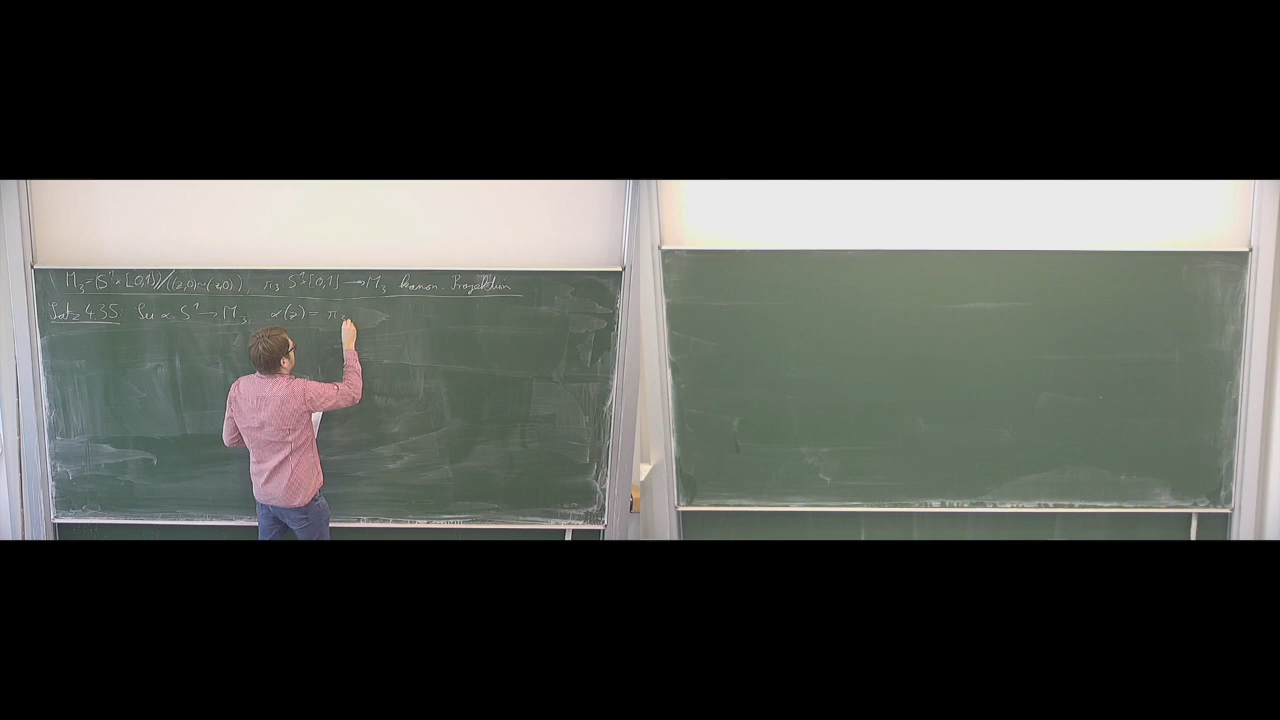 M₃ = (S¹×[0,1])/((z,0)~(z,0)) π₃: S¹×[0,1] → M₃ kanon. Projektion
Satz 4.35. Sei α: S¹ → M₃, α(z) = π₃